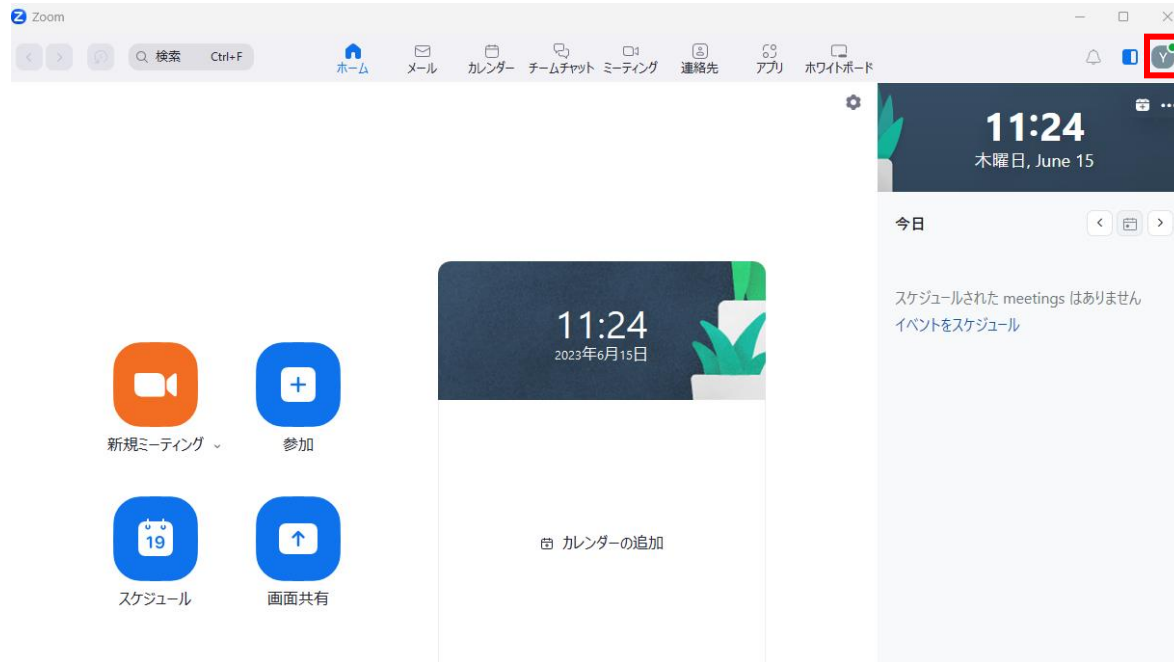 Zoom
検索 Ctrl+F
ホーム
メール
カレンダー
チームチャット
ミーティング
連絡先
アプリ
ホワイトボード
Y
11:24
木曜日, June 15
今日
スケジュールされた meetings はありません
イベントをスケジュール
11:24
2023年6月15日
新規ミーティング
参加
19
スケジュール
画面共有
カレンダーの追加